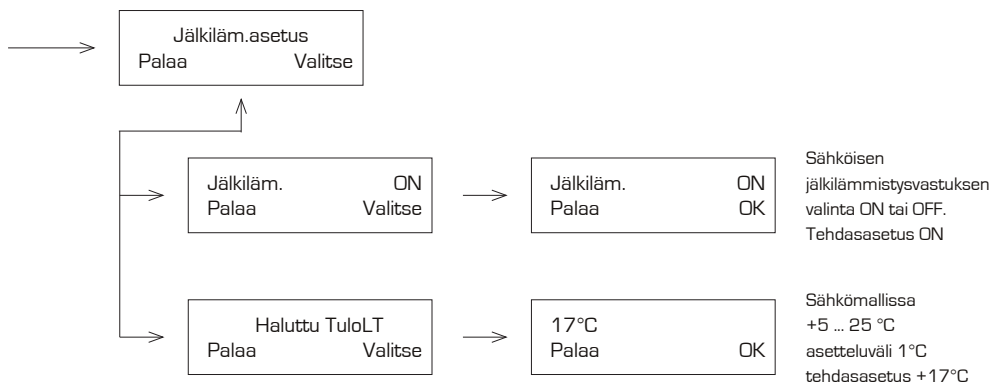 Jälkiläm.asetus
Palaa Valitse
Jälkiläm. ON
Palaa Valitse
Jälkiläm. ON
Palaa OK
Sähköisen
jälkilämmistysvastuksen
valinta ON tai OFF.
Tehdasasetus ON
Haluttu TuloLT
Palaa Valitse
17°C
Palaa OK
Sähkömallissa
+5 ... 25 °C
asetteluväli 1°C
tehdasasetus +17°C